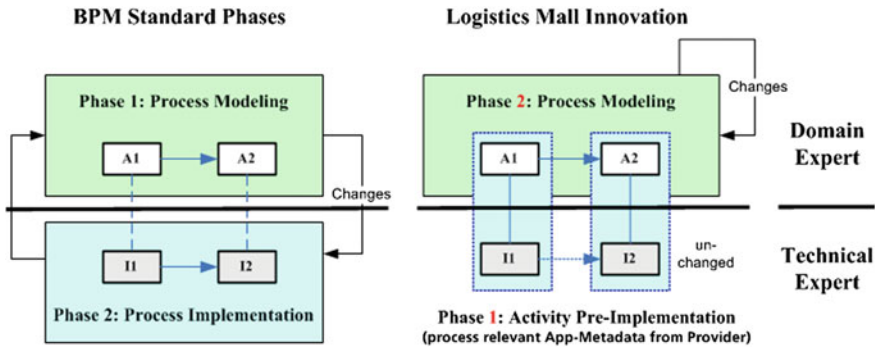 BPM Standard Phases
Phase 1: Process Modeling
A1
A2
Changes
I1
I2
Phase 2: Process Implementation
Logistics Mall Innovation
Phase 2: Process Modeling
Changes
A1
A2
I1
I2
un-
changed
Phase 1: Activity Pre-Implementation
(process relevant App-Metadata from Provider)
Domain
Expert
Technical
Expert